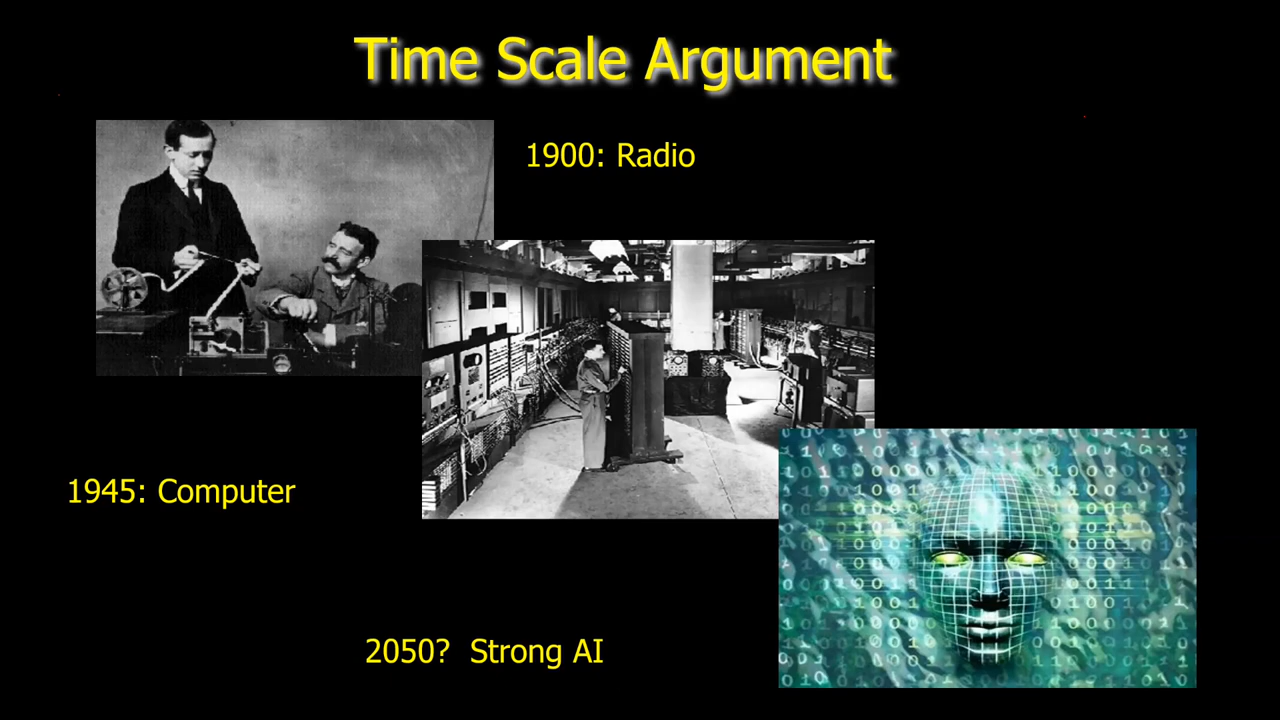 Time Scale Argument
1900: Radio
1945: Computer
2050? Strong AI